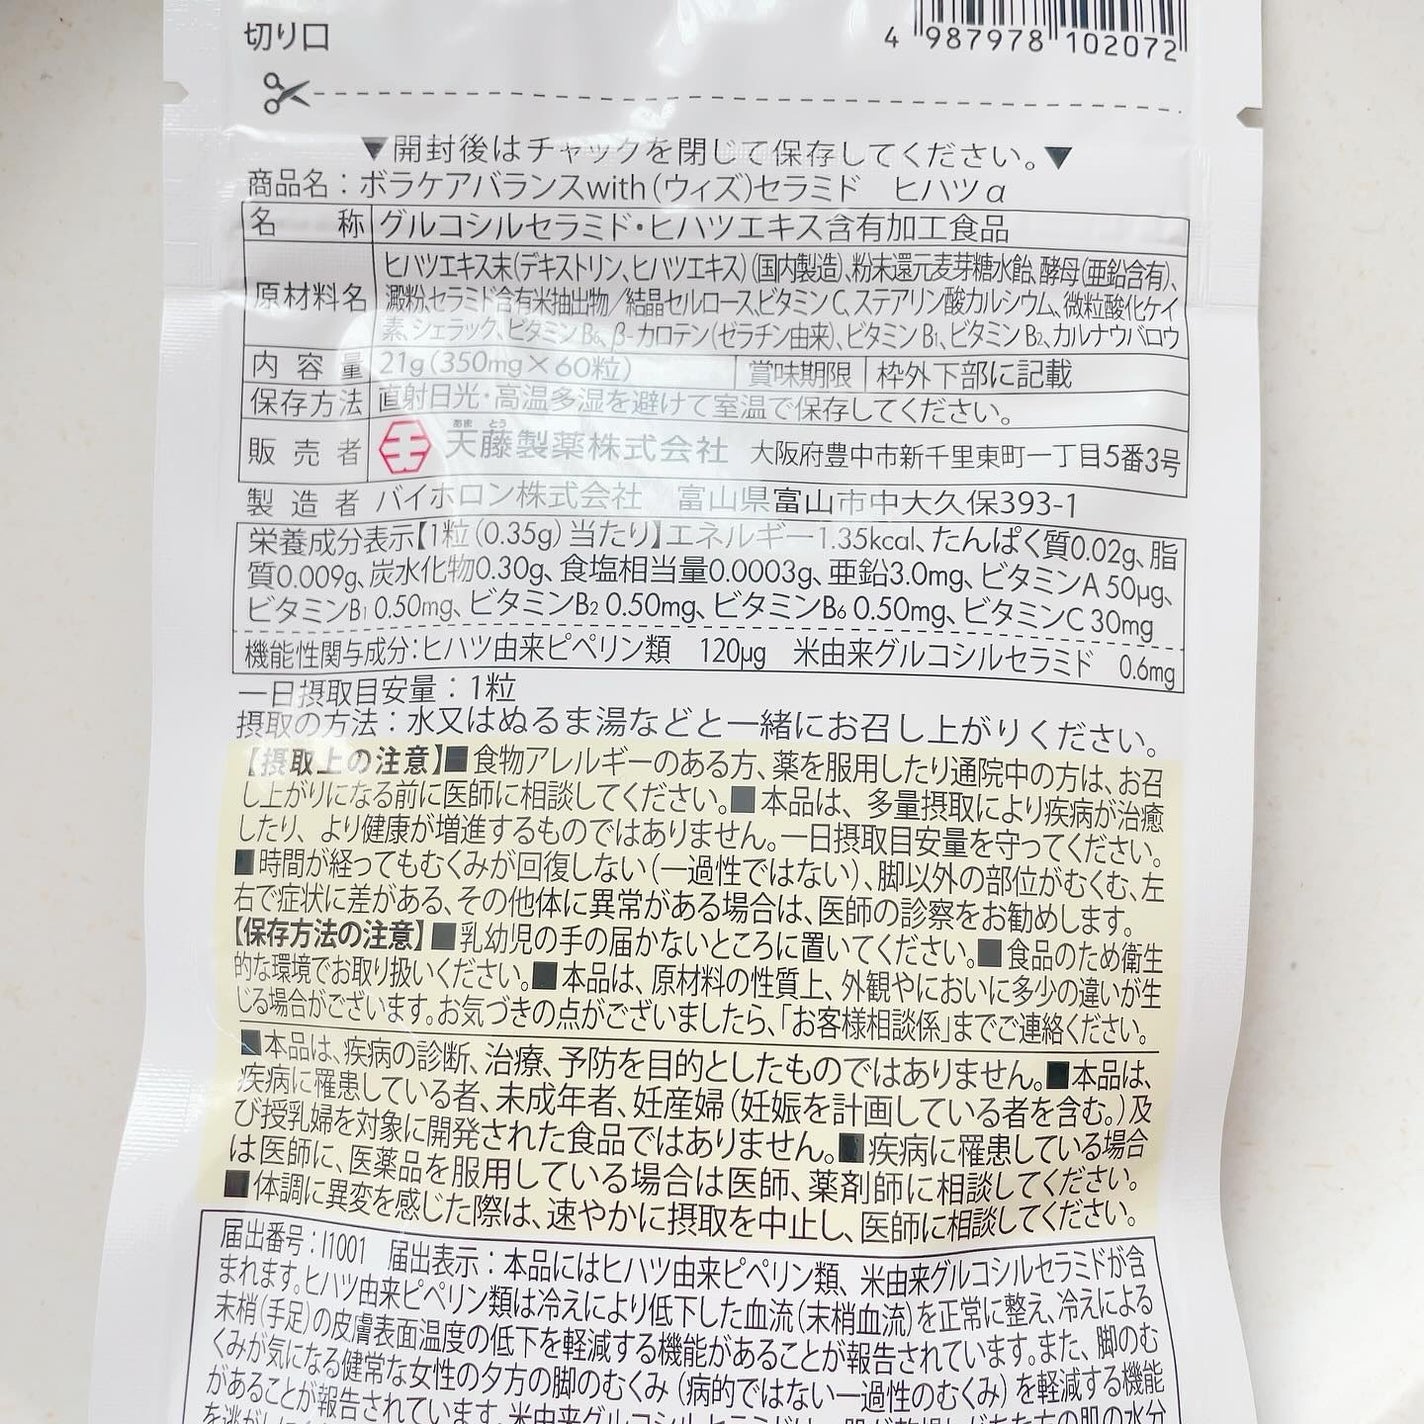 4 987978 102072
切り口
▼開封後はチャックを閉じて保存してください。▼
商品名：ボラケアバランスwith（ウィズ）セラミド　ヒハツα
名称 グルコシルセラミド・ヒハツエキス含有加工食品
原材料名 ヒハツエキス末（デキストリン、ヒハツエキス）（国内製造）、粉末還元麦芽糖水飴、酵母（亜鉛含有）、
澱粉、セラミド含有米抽出物／結晶セルロース、ビタミンC、ステアリン酸カルシウム、微粒酸化ケイ
素、シェラック、ビタミンB₆、β-カロテン（ゼラチン由来）、ビタミンB₁、ビタミンB₂、カルナウバロウ
内容量 21g（350mg×60粒） 賞味期限 枠外下部に記載
保存方法 直射日光・高温多湿を避けて室温で保存してください。
あま とう
販売者 天藤製薬株式会社 大阪府豊中市新千里東町一丁目5番3号
製造者 バイホロン株式会社　富山県富山市中大久保393-1
栄養成分表示【1粒（0.35g）当たり】エネルギー1.35kcal、たんぱく質0.02g、脂
質0.009g、炭水化物0.30g、食塩相当量0.0003g、亜鉛3.0mg、ビタミンA 50μg、
ビタミンB₁ 0.50mg、ビタミンB₂ 0.50mg、ビタミンB₆ 0.50mg、ビタミンC 30mg
機能性関与成分：ヒハツ由来ピペリン類　120μg　米由来グルコシルセラミド　0.6mg
一日摂取目安量：1粒
摂取の方法：水又はぬるま湯などと一緒にお召し上がりください。
【摂取上の注意】■食物アレルギーのある方、薬を服用したり通院中の方は、お召
し上がりになる前に医師に相談してください。■本品は、多量摂取により疾病が治癒
したり、より健康が増進するものではありません。一日摂取目安量を守ってください。
■時間が経ってもむくみが回復しない（一過性ではない）、脚以外の部位がむくむ、左
右で症状に差がある、その他体に異常がある場合は、医師の診察をお勧めします。
【保存方法の注意】■乳幼児の手の届かないところに置いてください。■食品のため衛生
的な環境でお取り扱いください。■本品は、原材料の性質上、外観やにおいに多少の違いが生
じる場合がございます。お気づきの点がございましたら、「お客様相談係」までご連絡ください。
■本品は、疾病の診断、治療、予防を目的としたものではありません。■本品は、
疾病に罹患している者、未成年者、妊産婦（妊娠を計画している者を含む。）及
び授乳婦を対象に開発された食品ではありません。■疾病に罹患している場合
は医師に、医薬品を服用している場合は医師、薬剤師に相談してください。
■体調に異変を感じた際は、速やかに摂取を中止し、医師に相談してください。
届出番号：I1001　届出表示：本品にはヒハツ由来ピペリン類、米由来グルコシルセラミドが含
まれます。ヒハツ由来ピペリン類は冷えにより低下した血流（末梢血流）を正常に整え、冷えによる
末梢（手足）の皮膚表面温度の低下を軽減する機能があることが報告されています。また、脚のむ
くみが気になる健常な女性の夕方の脚のむくみ（病的ではない一過性のむくみ）を軽減する機能
があることが報告されています。米由来グルコシルセラミドには、肌が乾燥しがちな方の肌の水分